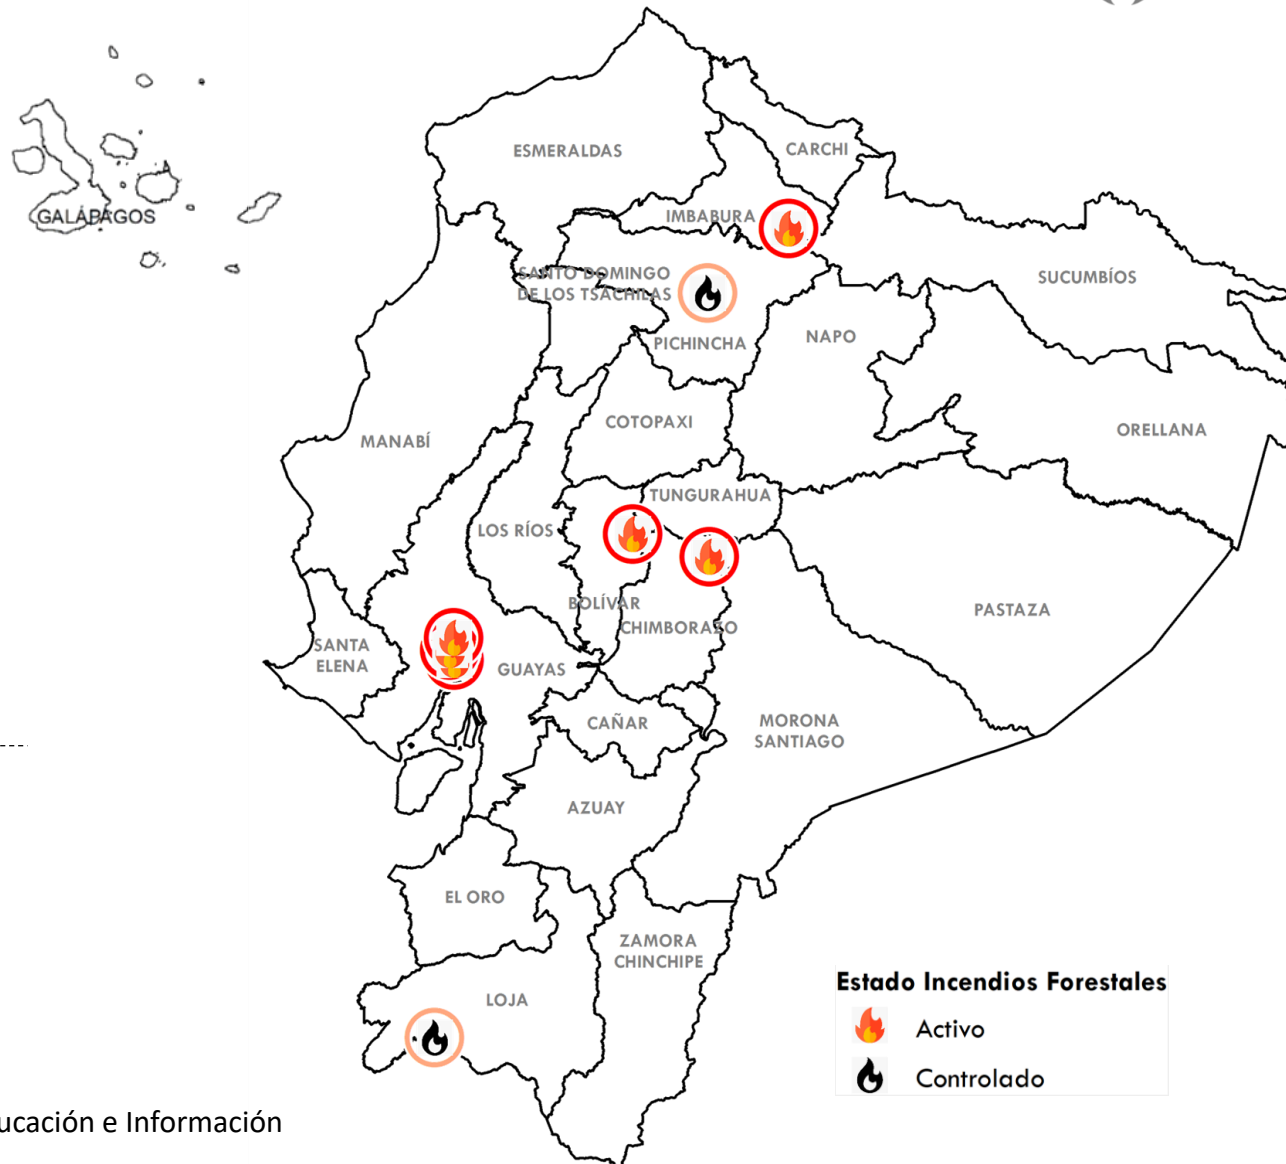 ESMERALDAS
CARCHI
GALÁPAGOS
IMBABURA
SANTO DOMINGO
DE LOS TSÁCHILAS
SUCUMBÍOS
PICHINCHA
NAPO
COTOPAXI
ORELLANA
MANABÍ
TUNGURAHUA
LOS RÍOS
BOLÍVAR
PASTAZA
CHIMBORAZO
SANTA
ELENA
GUAYAS
CAÑAR
MORONA
SANTIAGO
AZUAY
EL ORO
ZAMORA
CHINCHIPE
LOJA
Estado Incendios Forestales
Activo
Controlado
ucación e Información